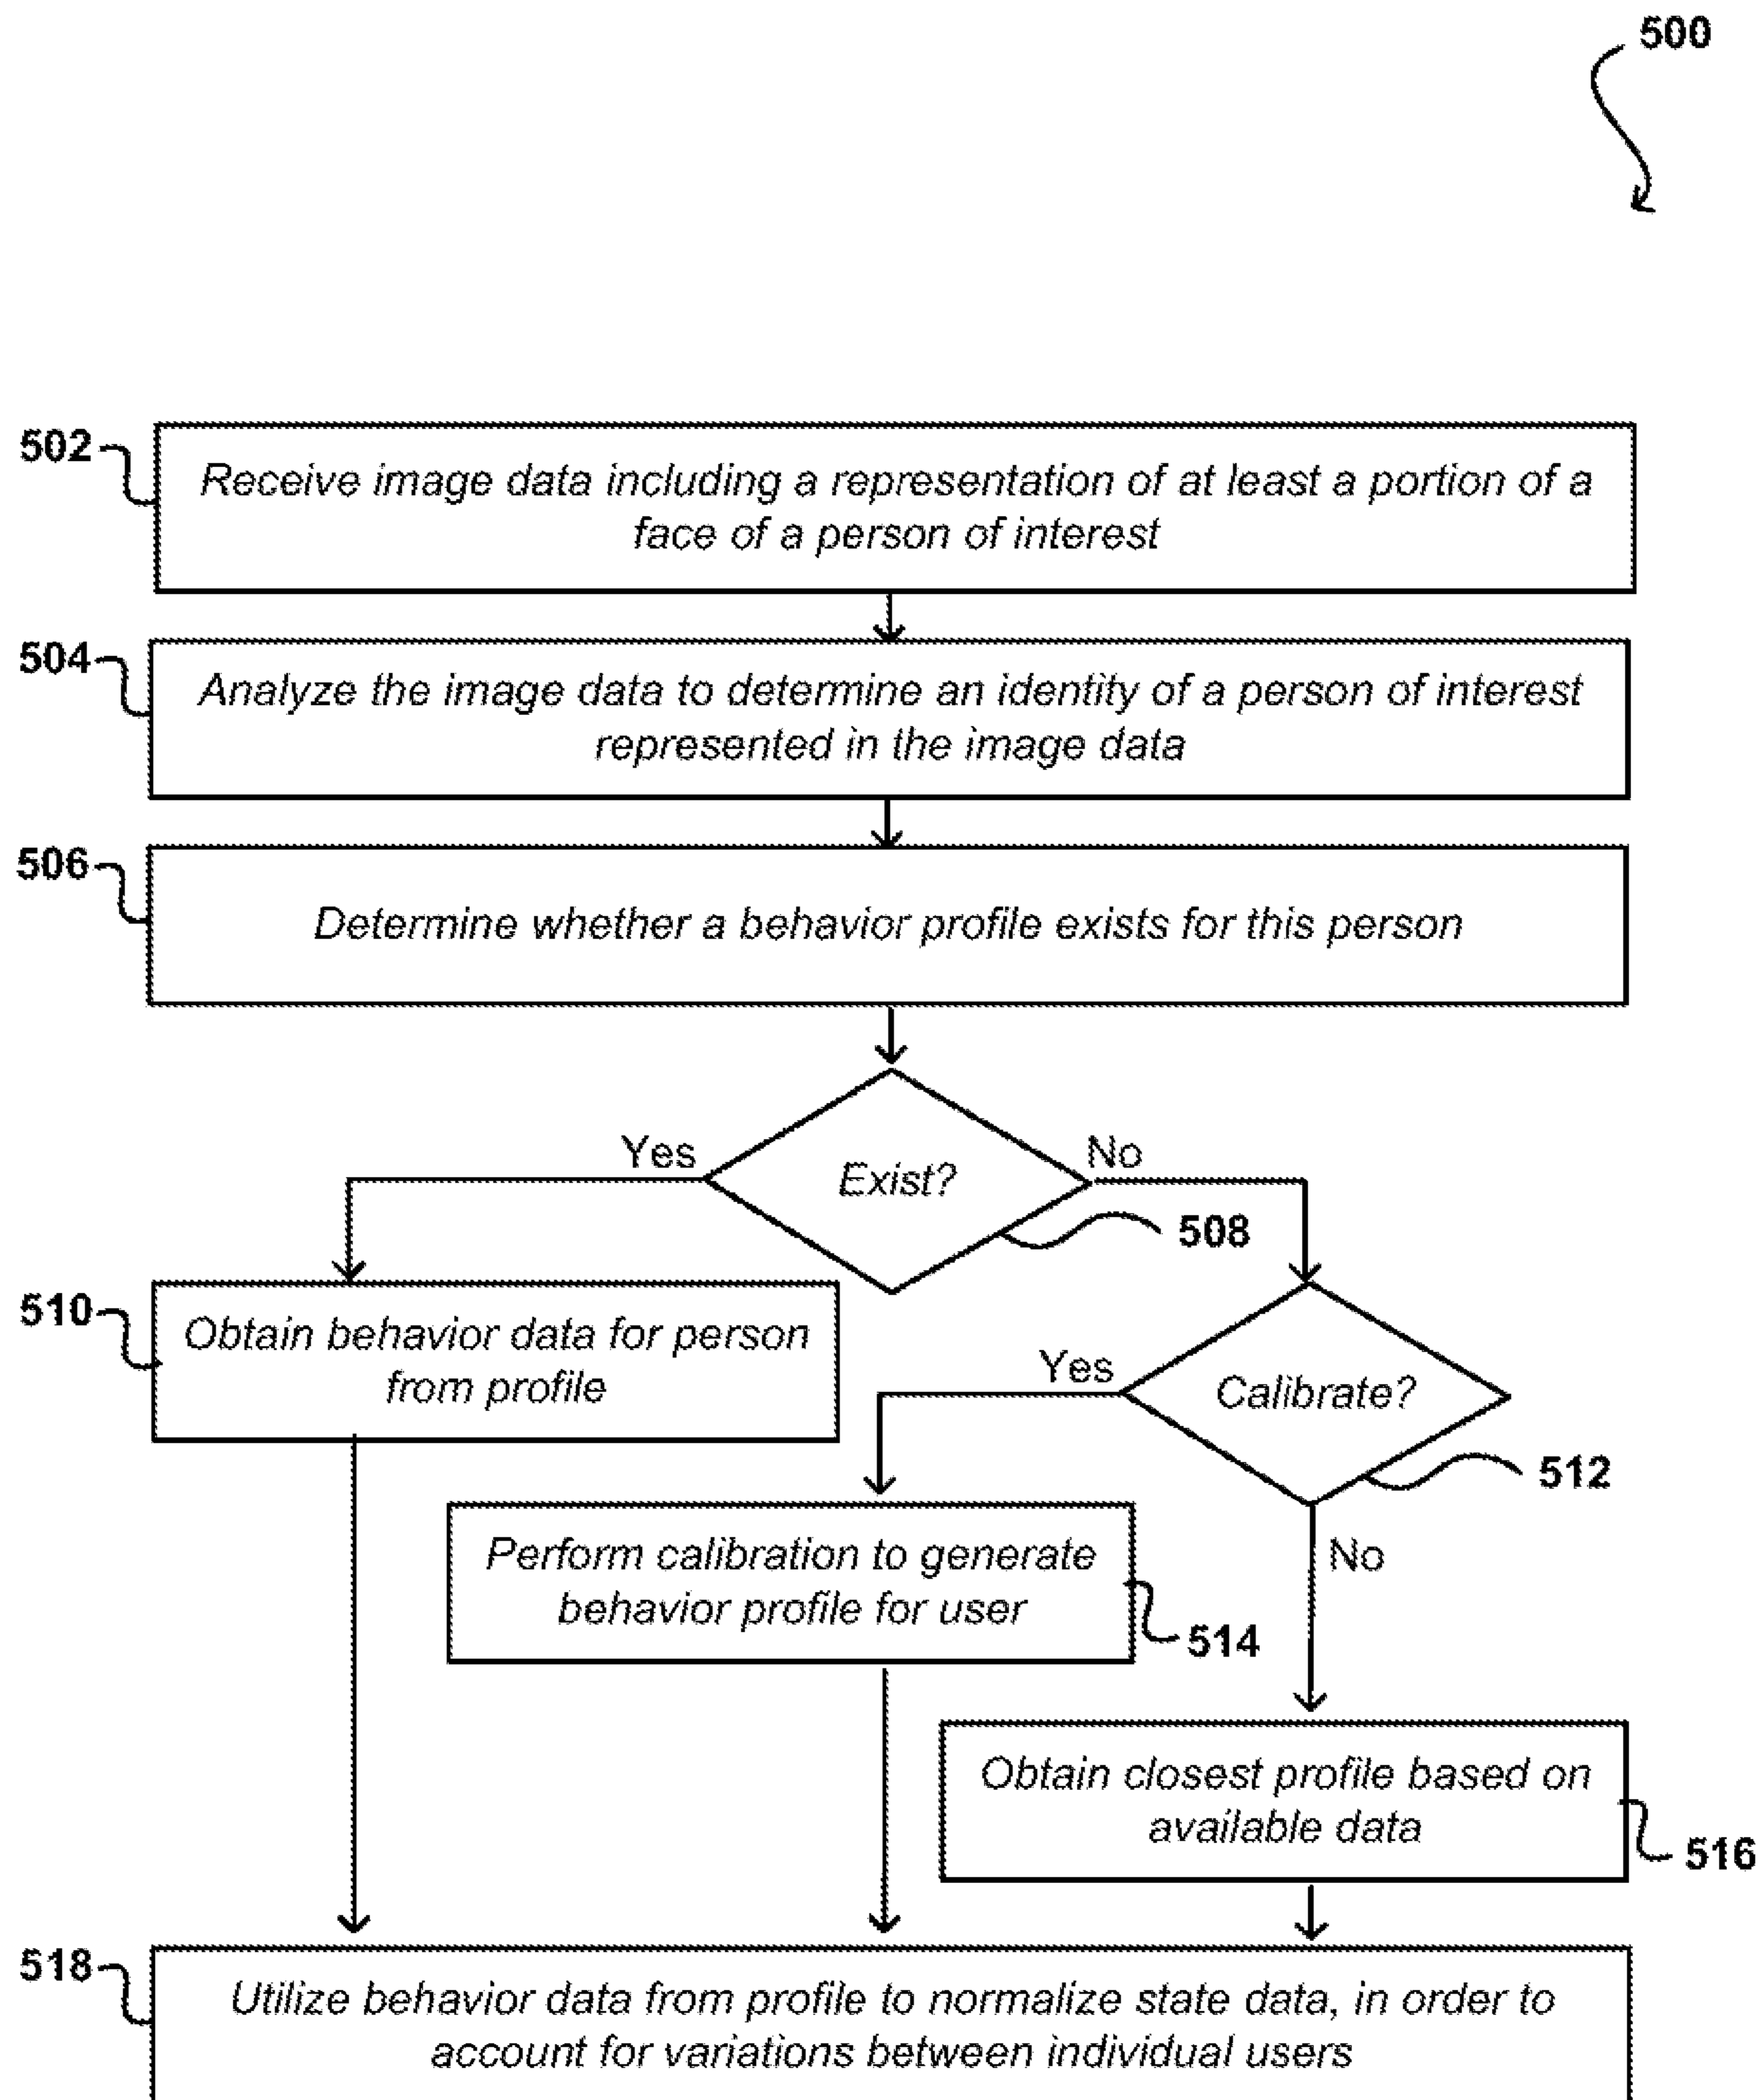 500
502
Receive image data including a representation of at least a portion of a
face of a person of interest
504
Analyze the image data to determine an identity of a person of interest
represented in the image data
506
Determine whether a behavior profile exists for this person
Yes
Exist?
No
508
510
Obtain behavior data for person
from profile
Yes
Calibrate?
512
No
Perform calibration to generate
behavior profile for user
514
Obtain closest profile based on
available data
516
518
Utilize behavior data from profile to normalize state data, in order to
account for variations between individual users